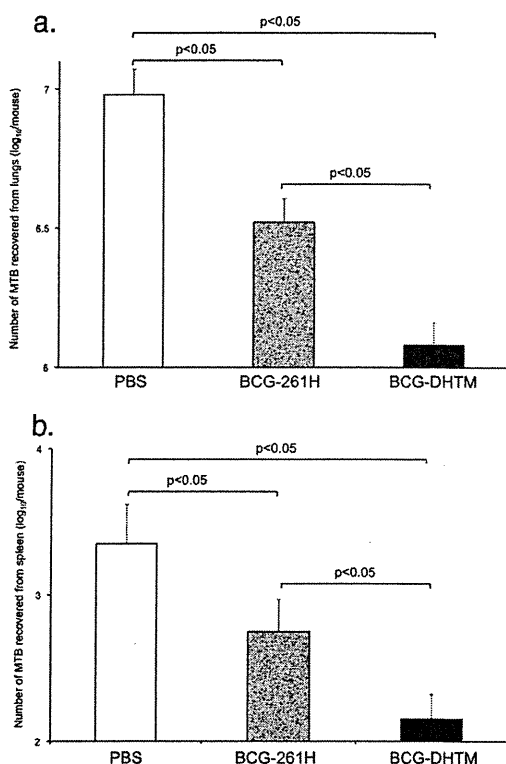 a.
p<0.05
p<0.05
p<0.05
Number of MTB recovered from lungs (log10/mouse)
7
6.5
6
PBS
BCG-261H
BCG-DHTM
b.
p<0.05
p<0.05
p<0.05
Number of MTB recovered from spleen (log10/mouse)
4
3
2
PBS
BCG-261H
BCG-DHTM